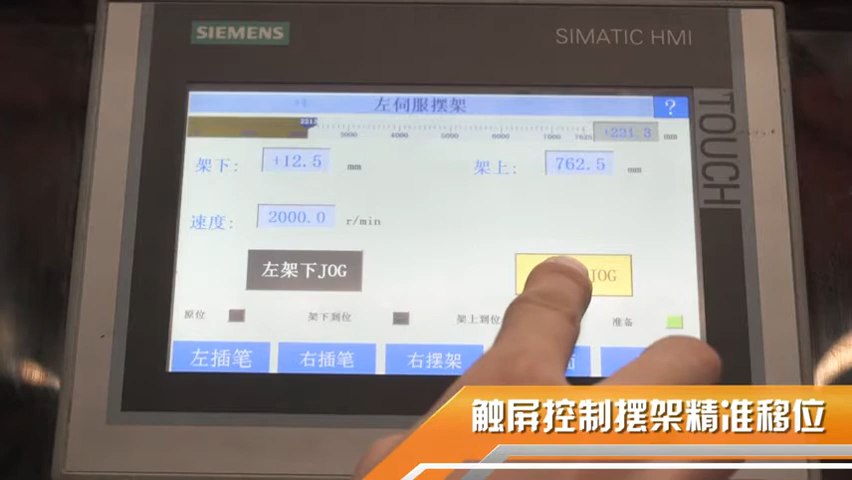 SIEMENS
SIMATIC HMI
TOUCH
左伺服摆架
?
3000 4000 5000 6000 7000 7625
+221.3 mm
架下: +12.5 mm
架上: 762.5 mm
速度: 2000.0 r/min
左架下JOG
JOG
原位
架下到位
架上到位
准备
左插笔
右插笔
右摆架
触屏控制摆架精准移位